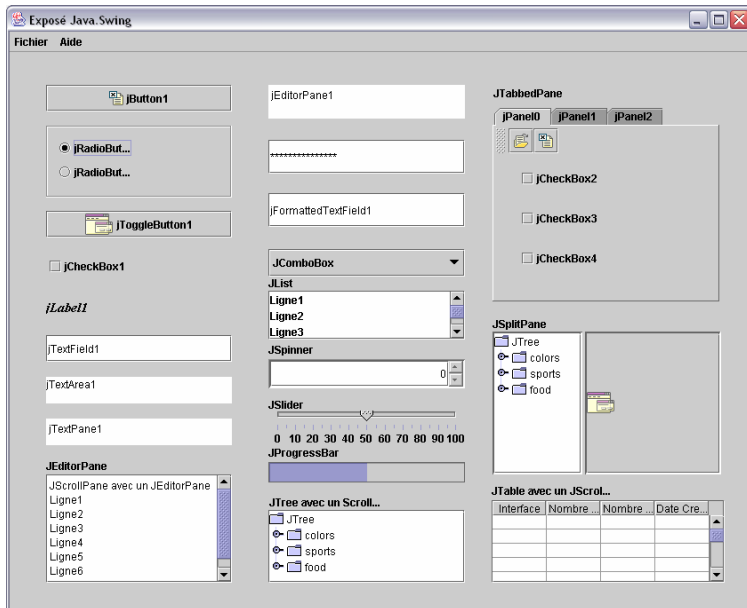 Exposé Java.Swing
Fichier Aide
jButton1
jRadioBut...
jRadioBut...
jToggleButton1
jCheckBox1
jLabel1
jTextField1
jTextArea1
jTextPane1
JEditorPane
JScrollPane avec un JEditorPane
Ligne1
Ligne2
Ligne3
Ligne4
Ligne5
Ligne6
jEditorPane1
**************
jFormattedTextField1
JComboBox
JList
Ligne1
Ligne2
Ligne3
JSpinner
0
JSlider
0 10 20 30 40 50 60 70 80 90 100
JProgressBar
JTree avec un Scroll...
JTree
colors
sports
food
JTabbedPane
jPanel0 jPanel1 jPanel2
jCheckBox2
jCheckBox3
jCheckBox4
JSplitPane
JTree
colors
sports
food
JTable avec un JScrol...
Interface Nombre ... Nombre ... Date Cre...